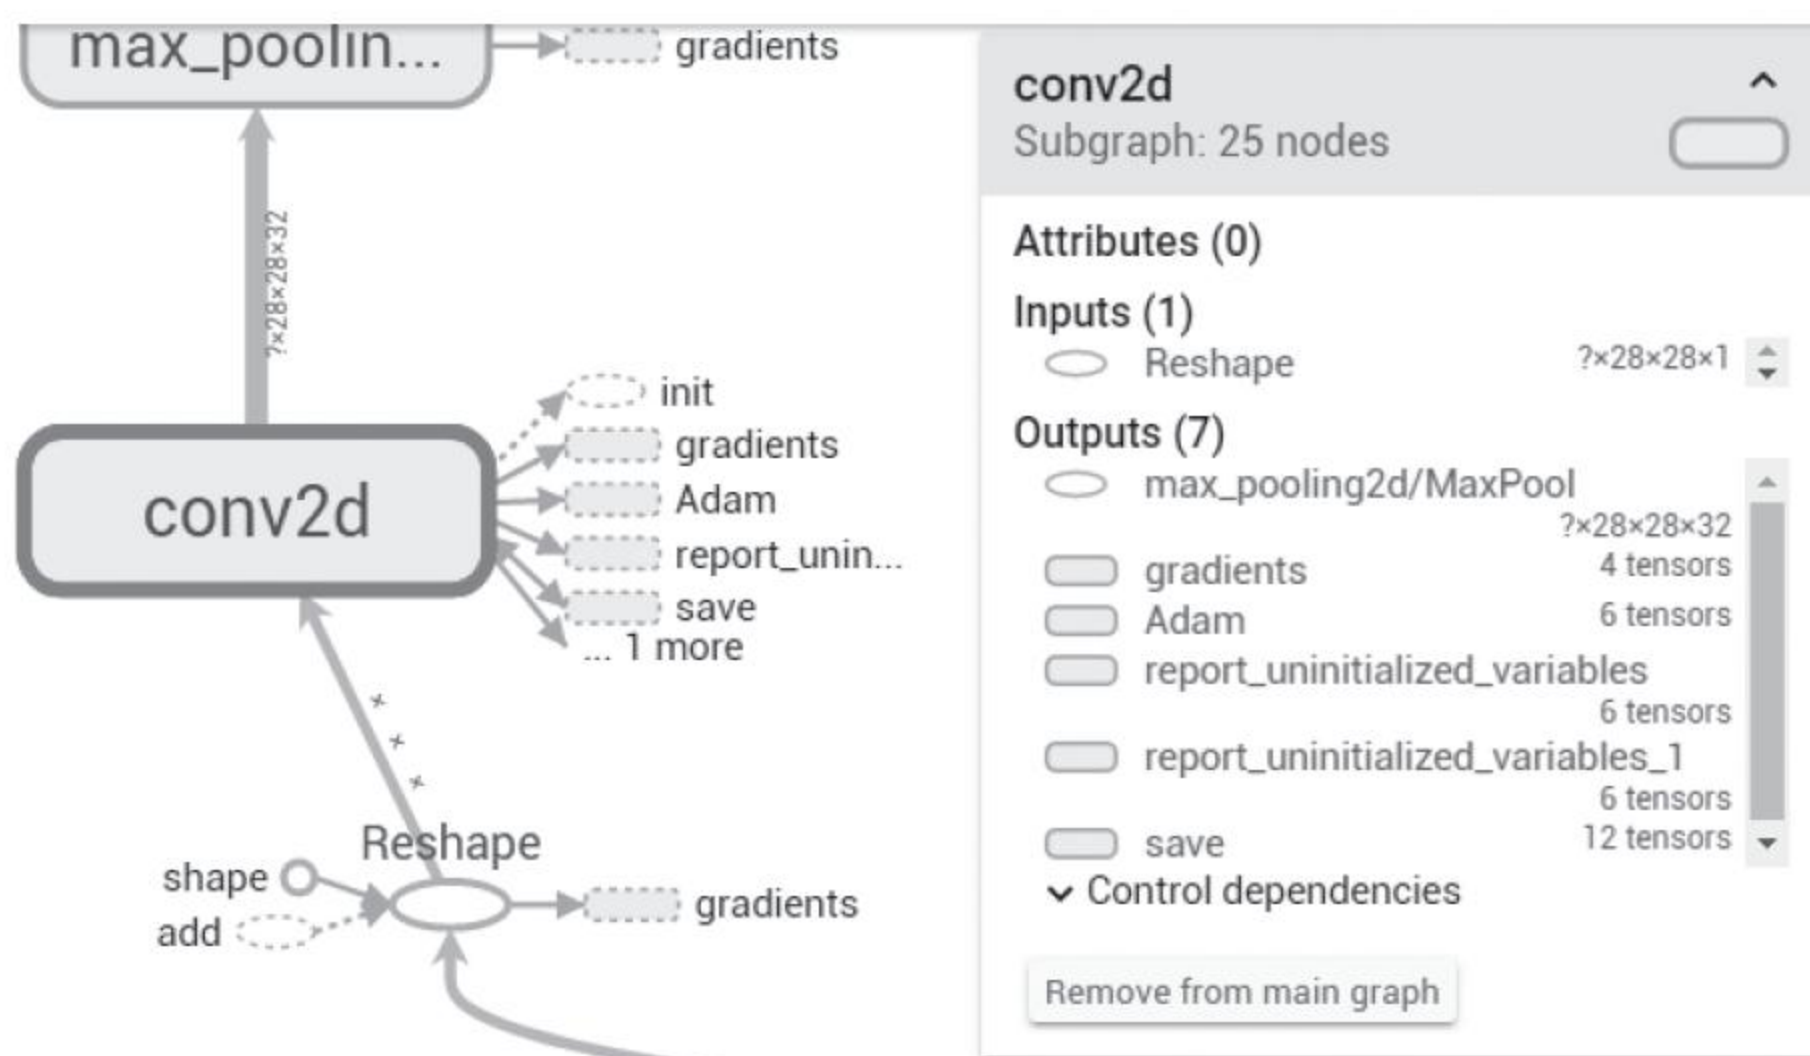 max_poolin...
gradients
?×28×28×32
conv2d
init
gradients
Adam
report_unin...
save
... 1 more
× × ×
Reshape
shape
add
gradients
conv2d
Subgraph: 25 nodes
Attributes (0)
Inputs (1)
Reshape ?×28×28×1
Outputs (7)
max_pooling2d/MaxPool
?×28×28×32
gradients 4 tensors
Adam 6 tensors
report_uninitialized_variables
6 tensors
report_uninitialized_variables_1
6 tensors
save 12 tensors
Control dependencies
Remove from main graph